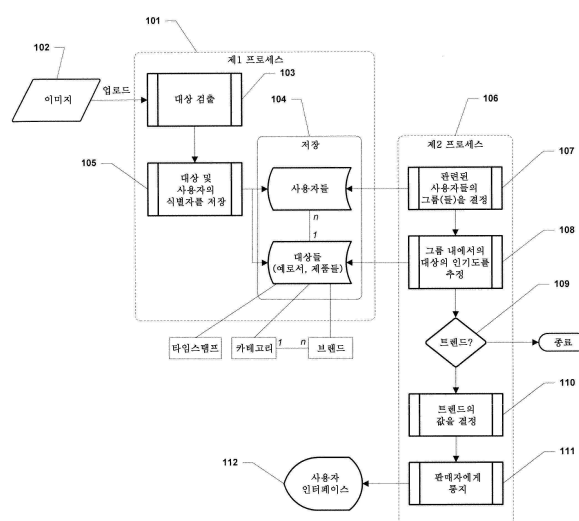 101
102
제1 프로세스
이미지
업로드
103
대상 검출
104
저장
105
대상 및
사용자의
식별자를 저장
사용자들
n
1
대상들
(예로서, 제품들)
타임스탬프
카테고리
1
n
브랜드
106
제2 프로세스
107
관련된
사용자들의
그룹(들)을 결정
108
그룹 내에서의
대상의 인기도를
추정
109
트렌드?
종료
110
트렌드의
값을 결정
111
판매자에게
통지
112
사용자
인터페이스